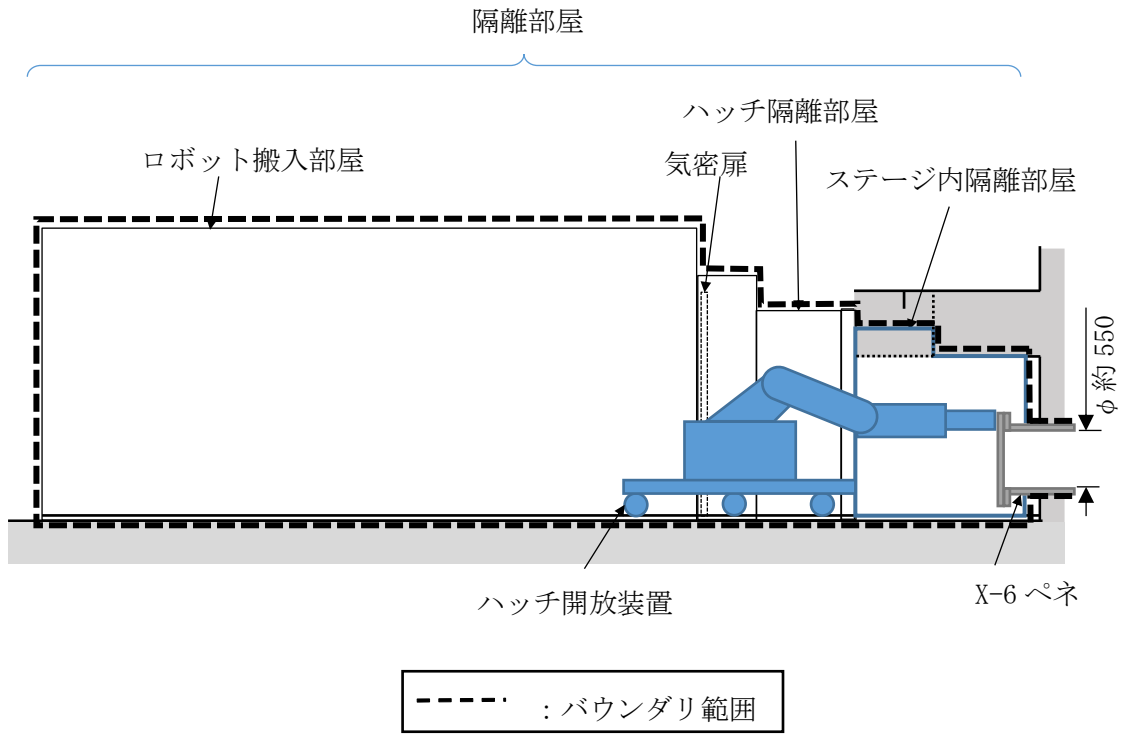 隔離部屋
ハッチ隔離部屋
ロボット搬入部屋
気密扉
ステージ内隔離部屋
φ約550
X-6ペネ
ハッチ開放装置
：バウンダリ範囲